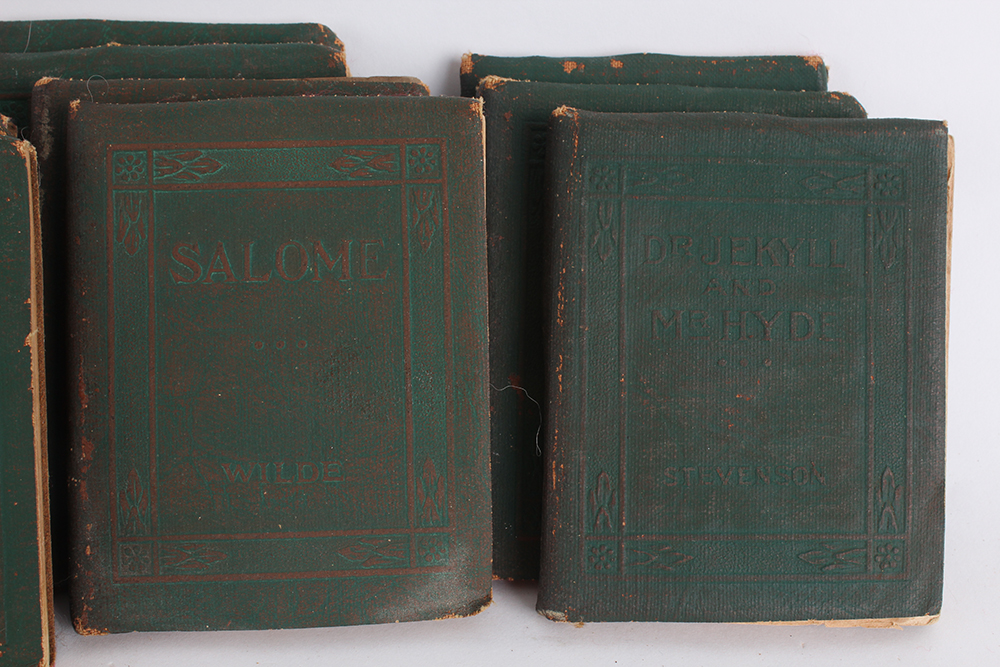 SALOME
WILDE
DR JEKYLL
AND
MR HYDE
STEVENSON